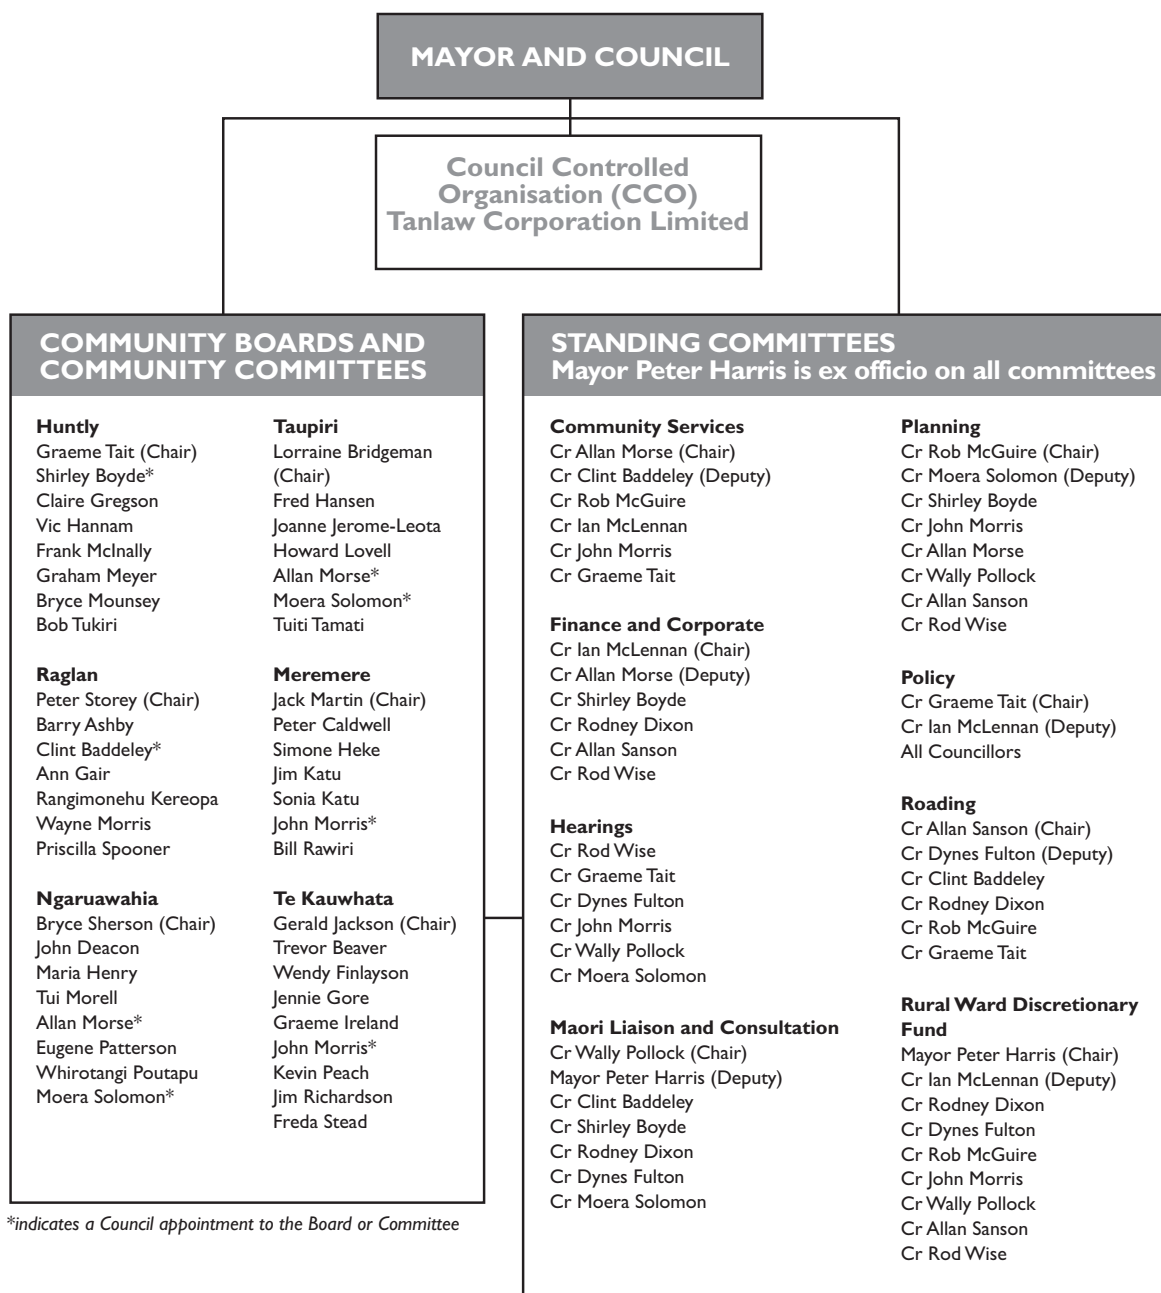 MAYOR AND COUNCIL
Council Controlled
Organisation (CCO)
Tanlaw Corporation Limited
COMMUNITY BOARDS AND
COMMUNITY COMMITTEES
Huntly
Graeme Tait (Chair)
Shirley Boyde*
Claire Gregson
Vic Hannam
Frank McInally
Graham Meyer
Bryce Mounsey
Bob Tukiri
Raglan
Peter Storey (Chair)
Barry Ashby
Clint Baddeley*
Ann Gair
Rangimonehu Kereopa
Wayne Morris
Priscilla Spooner
Ngaruawahia
Bryce Sherson (Chair)
John Deacon
Maria Henry
Tui Morell
Allan Morse*
Eugene Patterson
Whirotangi Poutapu
Moera Solomon*
Taupiri
Lorraine Bridgeman
(Chair)
Fred Hansen
Joanne Jerome-Leota
Howard Lovell
Allan Morse*
Moera Solomon*
Tuiti Tamati
Meremere
Jack Martin (Chair)
Peter Caldwell
Simone Heke
Jim Katu
Sonia Katu
John Morris*
Bill Rawiri
Te Kauwhata
Gerald Jackson (Chair)
Trevor Beaver
Wendy Finlayson
Jennie Gore
Graeme Ireland
John Morris*
Kevin Peach
Jim Richardson
Freda Stead
*indicates a Council appointment to the Board or Committee
STANDING COMMITTEES
Mayor Peter Harris is ex officio on all committees
Community Services
Cr Allan Morse (Chair)
Cr Clint Baddeley (Deputy)
Cr Rob McGuire
Cr Ian McLennan
Cr John Morris
Cr Graeme Tait
Finance and Corporate
Cr Ian McLennan (Chair)
Cr Allan Morse (Deputy)
Cr Shirley Boyde
Cr Rodney Dixon
Cr Allan Sanson
Cr Rod Wise
Hearings
Cr Rod Wise
Cr Graeme Tait
Cr Dynes Fulton
Cr John Morris
Cr Wally Pollock
Cr Moera Solomon
Maori Liaison and Consultation
Cr Wally Pollock (Chair)
Mayor Peter Harris (Deputy)
Cr Clint Baddeley
Cr Shirley Boyde
Cr Rodney Dixon
Cr Dynes Fulton
Cr Moera Solomon
Planning
Cr Rob McGuire (Chair)
Cr Moera Solomon (Deputy)
Cr Shirley Boyde
Cr John Morris
Cr Allan Morse
Cr Wally Pollock
Cr Allan Sanson
Cr Rod Wise
Policy
Cr Graeme Tait (Chair)
Cr Ian McLennan (Deputy)
All Councillors
Roading
Cr Allan Sanson (Chair)
Cr Dynes Fulton (Deputy)
Cr Clint Baddeley
Cr Rodney Dixon
Cr Rob McGuire
Cr Graeme Tait
Rural Ward Discretionary
Fund
Mayor Peter Harris (Chair)
Cr Ian McLennan (Deputy)
Cr Rodney Dixon
Cr Dynes Fulton
Cr Rob McGuire
Cr John Morris
Cr Wally Pollock
Cr Allan Sanson
Cr Rod Wise